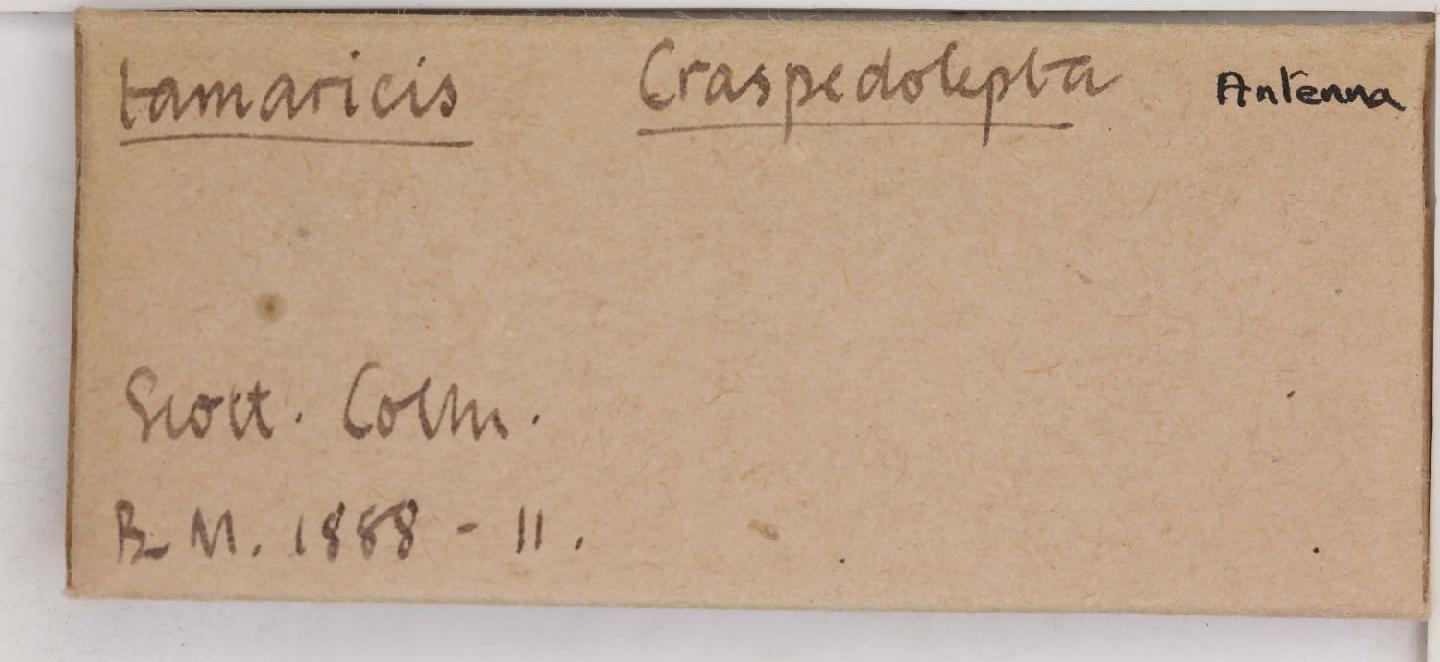 tamaricis Craspedolepta Antenna
Scott. Colln.
B.M. 1888 - 11.